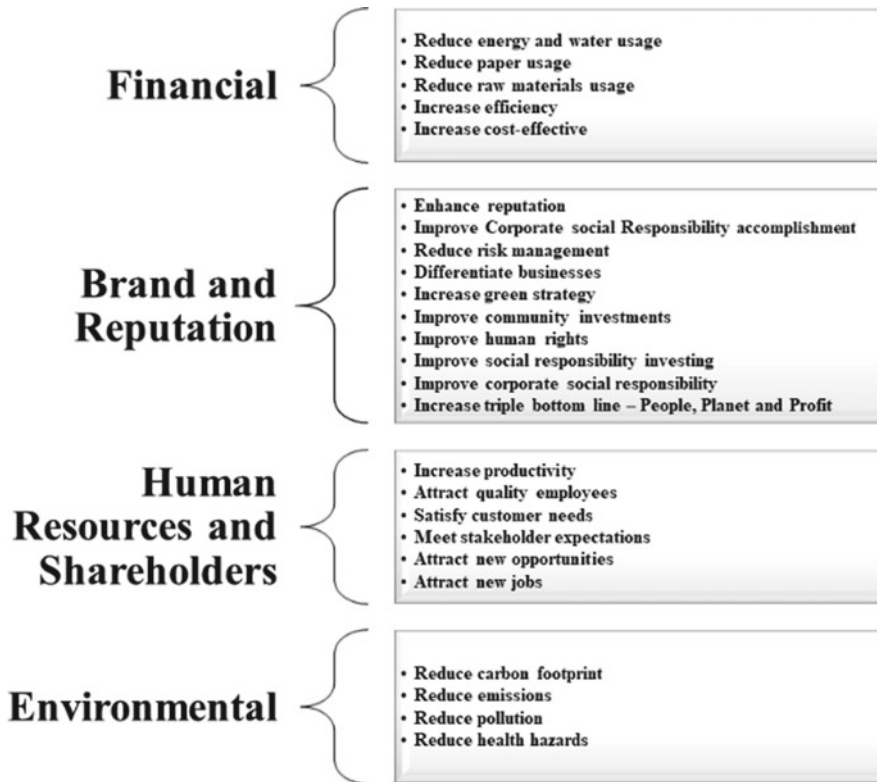 Financial
• Reduce energy and water usage
• Reduce paper usage
• Reduce raw materials usage
• Increase efficiency
• Increase cost-effective
Brand and
Reputation
• Enhance reputation
• Improve Corporate social Responsibility accomplishment
• Reduce risk management
• Differentiate businesses
• Increase green strategy
• Improve community investments
• Improve human rights
• Improve social responsibility investing
• Improve corporate social responsibility
• Increase triple bottom line – People, Planet and Profit
Human
Resources and
Shareholders
• Increase productivity
• Attract quality employees
• Satisfy customer needs
• Meet stakeholder expectations
• Attract new opportunities
• Attract new jobs
Environmental
• Reduce carbon footprint
• Reduce emissions
• Reduce pollution
• Reduce health hazards